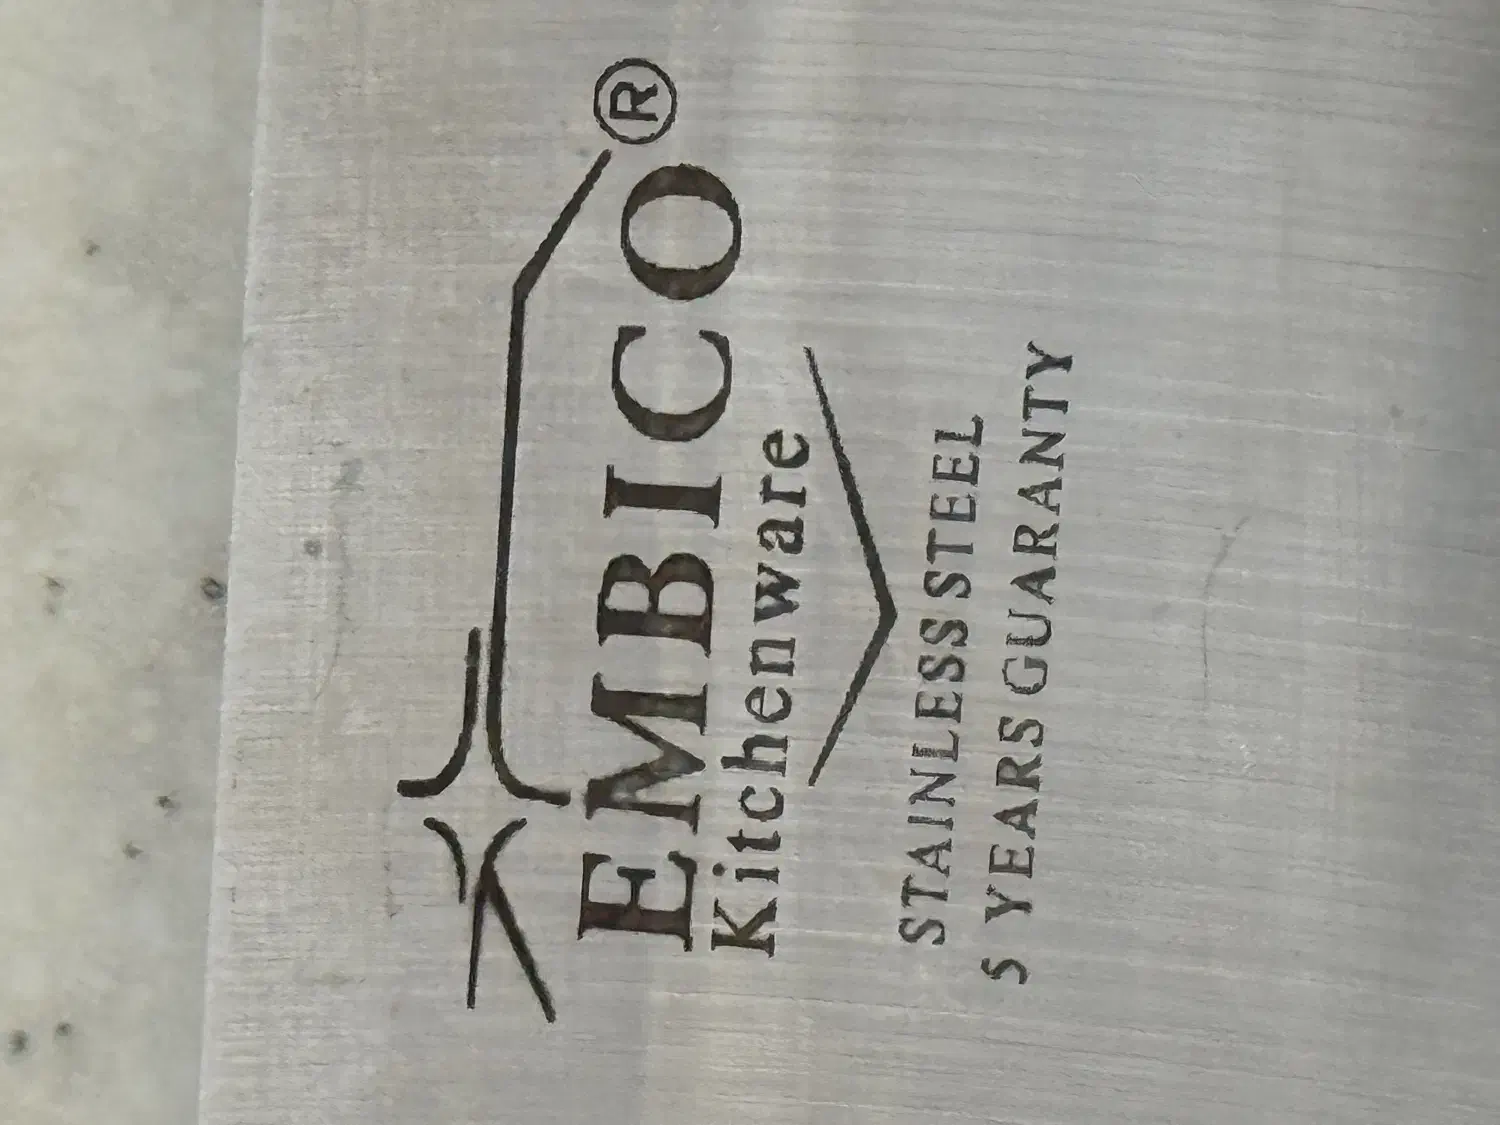 EMBICO®
Kitchenware
STAINLESS STEEL
5 YEARS GUARANTY